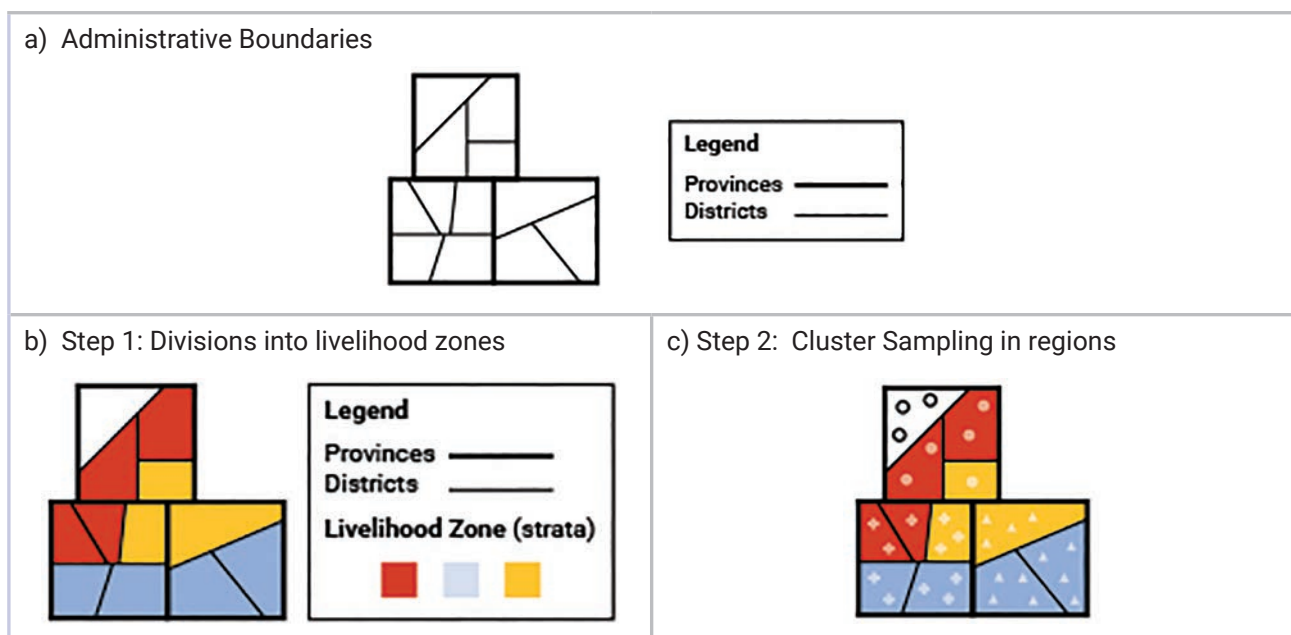 a) Administrative Boundaries
Legend
Provinces
Districts
b) Step 1: Divisions into livelihood zones
Legend
Provinces
Districts
Livelihood Zone (strata)
c) Step 2: Cluster Sampling in regions